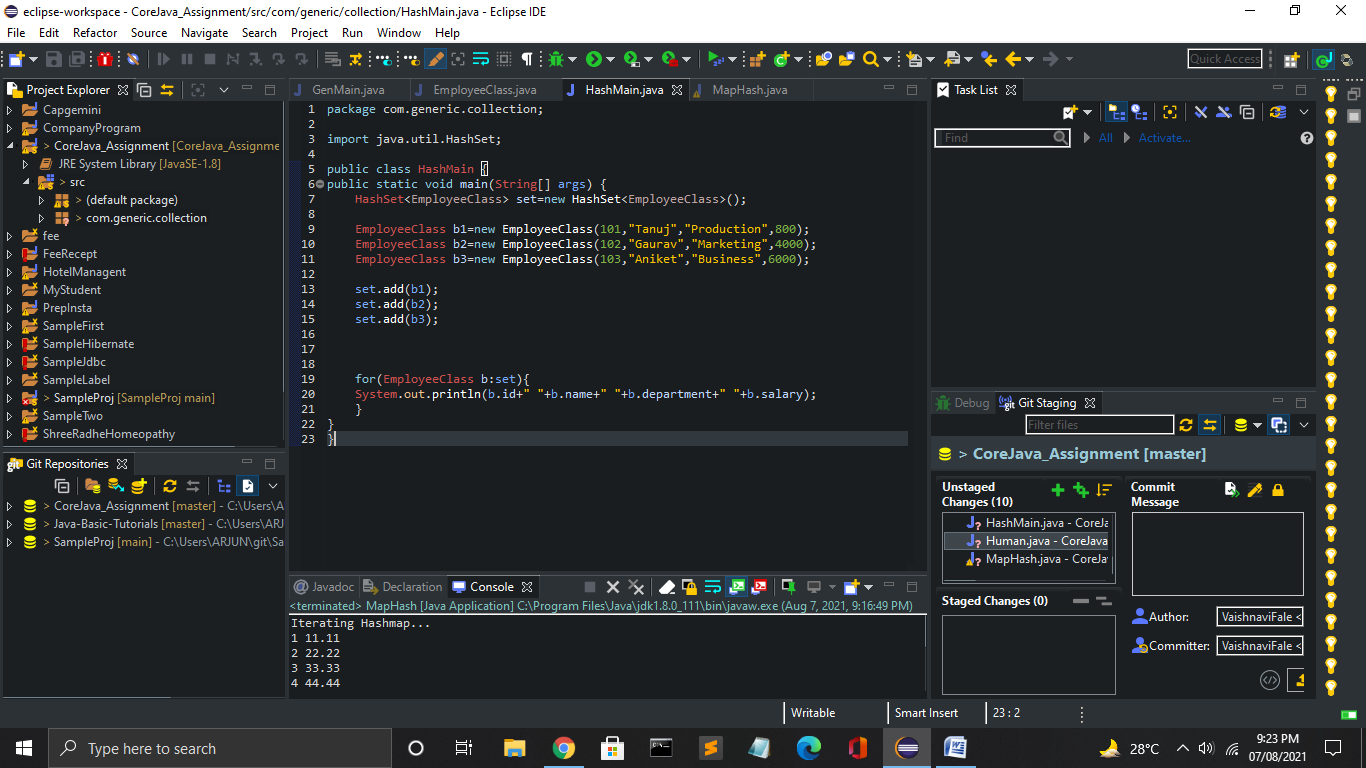 eclipse-workspace - CoreJava_Assignment/src/com/generic/collection/HashMain.java - Eclipse IDE
File Edit Refactor Source Navigate Search Project Run Window Help
Quick Access
Project Explorer
Capgemini
CompanyProgram
> CoreJava_Assignment [CoreJava_Assignme
JRE System Library [JavaSE-1.8]
> src
> (default package)
> com.generic.collection
fee
FeeRecept
HotelManagent
MyStudent
PrepInsta
SampleFirst
SampleHibernate
SampleJdbc
SampleLabel
> SampleProj [SampleProj main]
SampleTwo
ShreeRadheHomeopathy
Git Repositories
> CoreJava_Assignment [master] - C:\Users\A
> Java-Basic-Tutorials [master] - C:\Users\ARJ
> SampleProj [main] - C:\Users\ARJUN\git\Sa
GenMain.java EmployeeClass.java HashMain.java MapHash.java
1 package com.generic.collection;
2
3 import java.util.HashSet;
4
5 public class HashMain {
6 public static void main(String[] args) {
7 HashSet<EmployeeClass> set=new HashSet<EmployeeClass>();
8
9 EmployeeClass b1=new EmployeeClass(101,"Tanuj","Production",800);
10 EmployeeClass b2=new EmployeeClass(102,"Gaurav","Marketing",4000);
11 EmployeeClass b3=new EmployeeClass(103,"Aniket","Business",6000);
12
13 set.add(b1);
14 set.add(b2);
15 set.add(b3);
16
17
18
19 for(EmployeeClass b:set){
20 System.out.println(b.id+" "+b.name+" "+b.department+" "+b.salary);
21 }
22 }
23 }
Javadoc Declaration Console
<terminated> MapHash [Java Application] C:\Program Files\Java\jdk1.8.0_111\bin\javaw.exe (Aug 7, 2021, 9:16:49 PM)
Iterating Hashmap...
1 11.11
2 22.22
3 33.33
4 44.44
Task List
Find All Activate...
Debug Git Staging
Filter files
> CoreJava_Assignment [master]
Unstaged Changes (10)
HashMain.java - CoreJa
Human.java - CoreJava
MapHash.java - CoreJa
Staged Changes (0)
Commit Message
Author: VaishnaviFale <
Committer: VaishnaviFale <
Writable Smart Insert 23 : 2
Type here to search
28°C
9:23 PM
07/08/2021